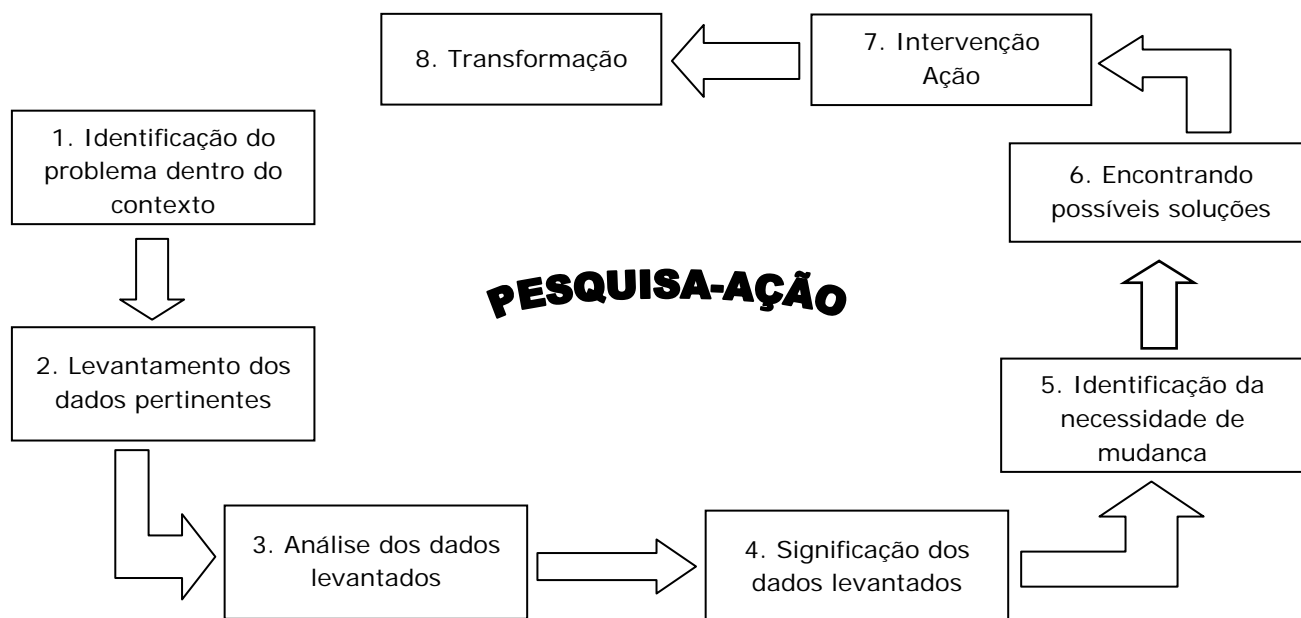 1. Identificação do
problema dentro do
contexto
2. Levantamento dos
dados pertinentes
3. Análise dos dados
levantados
4. Significação dos
dados levantados
5. Identificação da
necessidade de
mudança
6. Encontrando
possíveis soluções
7. Intervenção
Ação
8. Transformação
PESQUISA-AÇÃO